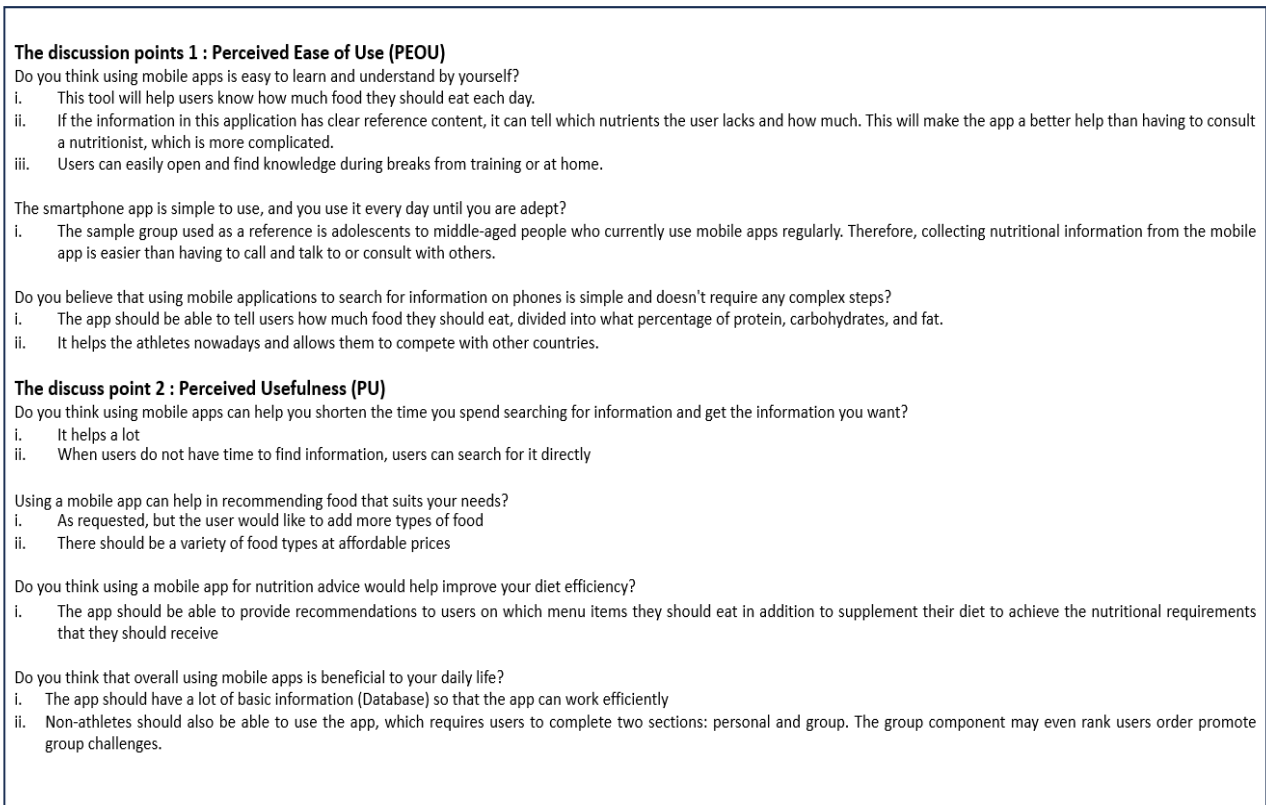 The discussion points 1 : Perceived Ease of Use (PEOU)
Do you think using mobile apps is easy to learn and understand by yourself?
i. This tool will help users know how much food they should eat each day.
ii. If the information in this application has clear reference content, it can tell which nutrients the user lacks and how much. This will make the app a better help than having to consult
a nutritionist, which is more complicated.
iii. Users can easily open and find knowledge during breaks from training or at home.
The smartphone app is simple to use, and you use it every day until you are adept?
i. The sample group used as a reference is adolescents to middle-aged people who currently use mobile apps regularly. Therefore, collecting nutritional information from the mobile
app is easier than having to call and talk to or consult with others.
Do you believe that using mobile applications to search for information on phones is simple and doesn't require any complex steps?
i. The app should be able to tell users how much food they should eat, divided into what percentage of protein, carbohydrates, and fat.
ii. It helps the athletes nowadays and allows them to compete with other countries.
The discuss point 2 : Perceived Usefulness (PU)
Do you think using mobile apps can help you shorten the time you spend searching for information and get the information you want?
i. It helps a lot
ii. When users do not have time to find information, users can search for it directly
Using a mobile app can help in recommending food that suits your needs?
i. As requested, but the user would like to add more types of food
ii. There should be a variety of food types at affordable prices
Do you think using a mobile app for nutrition advice would help improve your diet efficiency?
i. The app should be able to provide recommendations to users on which menu items they should eat in addition to supplement their diet to achieve the nutritional requirements
that they should receive
Do you think that overall using mobile apps is beneficial to your daily life?
i. The app should have a lot of basic information (Database) so that the app can work efficiently
ii. Non-athletes should also be able to use the app, which requires users to complete two sections: personal and group. The group component may even rank users order promote
group challenges.